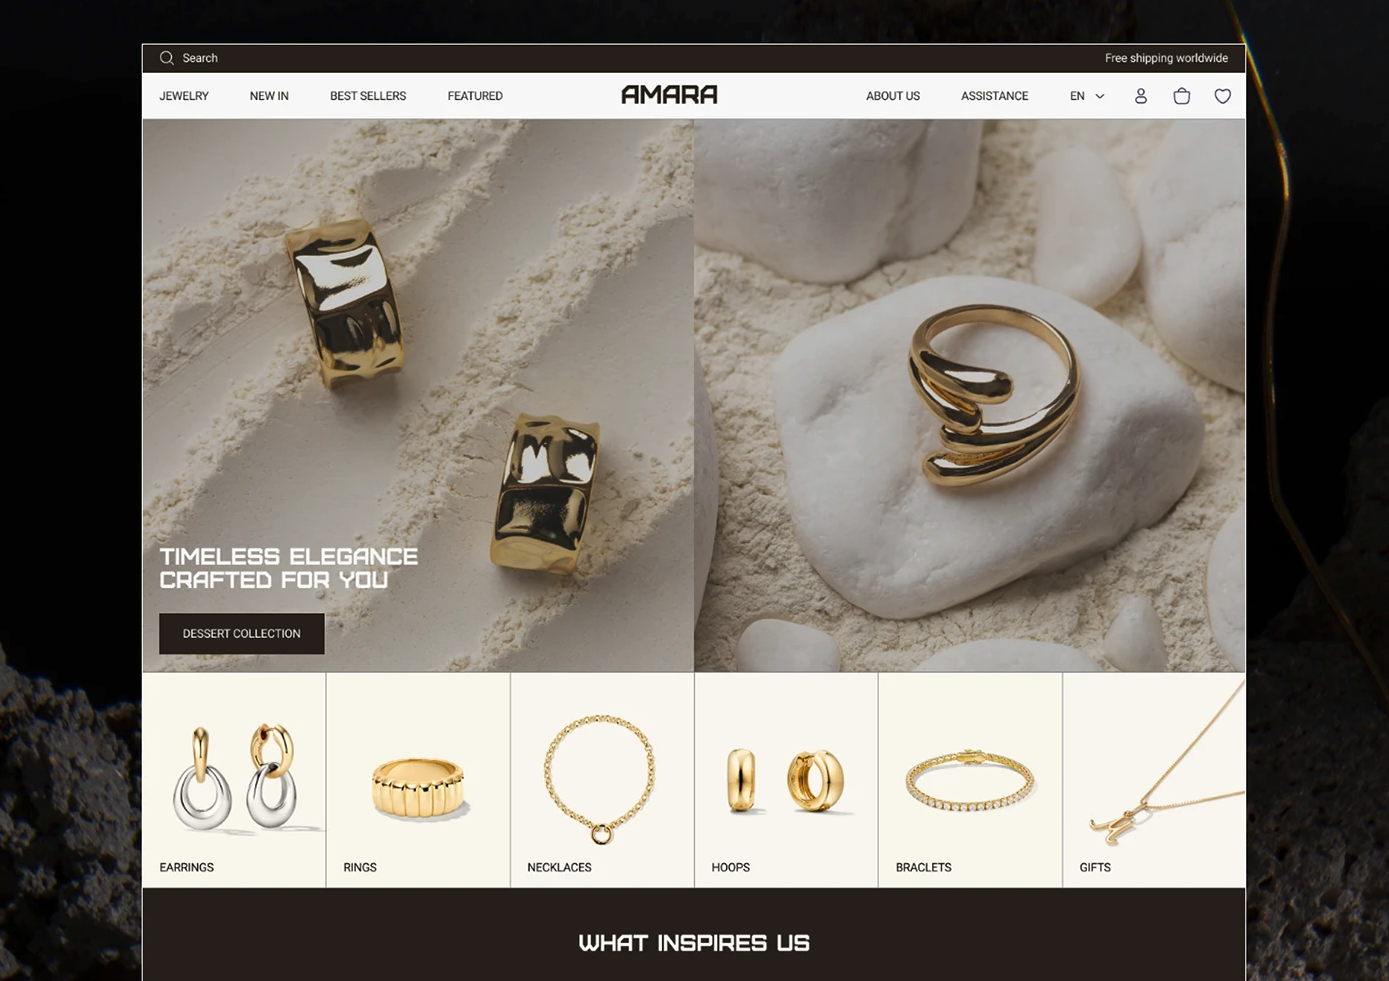 Search
Free shipping worldwide
JEWELRY
NEW IN
BEST SELLERS
FEATURED
AMARA
ABOUT US
ASSISTANCE
EN
TIMELESS ELEGANCE
CRAFTED FOR YOU
DESSERT COLLECTION
EARRINGS
RINGS
NECKLACES
HOOPS
BRACLETS
GIFTS
WHAT INSPIRES US